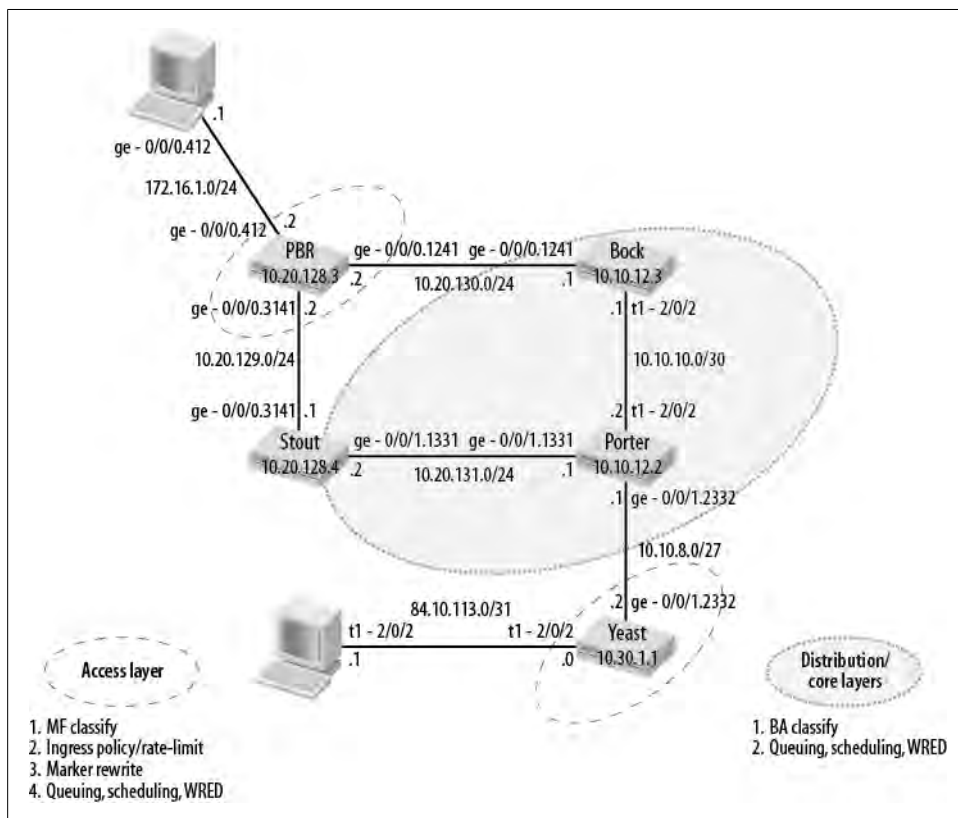 .1
ge - 0/0/0.412
172.16.1.0/24
ge - 0/0/0.412
.2
PBR
10.20.128.3
ge - 0/0/0.1241
ge - 0/0/0.1241
.2
10.20.130.0/24
.1
Bock
10.10.12.3
ge - 0/0/0.3141
.2
.1
t1 - 2/0/2
10.20.129.0/24
10.10.10.0/30
ge - 0/0/0.3141
.1
.2
t1 - 2/0/2
Stout
10.20.128.4
ge - 0/0/1.1331
ge - 0/0/1.1331
.2
10.20.131.0/24
.1
Porter
10.10.12.2
.1
ge - 0/0/1.2332
10.10.8.0/27
.2
ge - 0/0/1.2332
84.10.113.0/31
t1 - 2/0/2
t1 - 2/0/2
.1
.0
Yeast
10.30.1.1
Access layer
1. MF classify
2. Ingress policy/rate-limit
3. Marker rewrite
4. Queuing, scheduling, WRED
Distribution/
core layers
1. BA classify
2. Queuing, scheduling, WRED